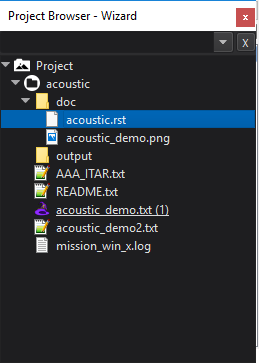 Project Browser - Wizard
x
X
Project
acoustic
doc
acoustic.rst
acoustic_demo.png
output
AAA_ITAR.txt
README.txt
acoustic_demo.txt (1)
acoustic_demo2.txt
mission_win_x.log